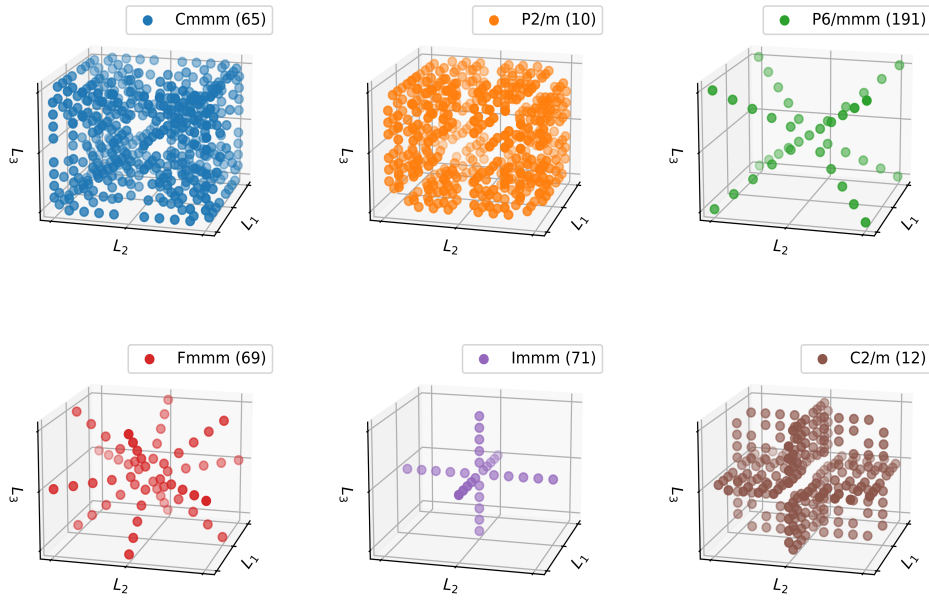 Cmmm (65)
P2/m (10)
P6/mmm (191)
L₃
L₂
L₁
L₃
L₂
L₁
L₃
L₂
L₁
Fmmm (69)
Immm (71)
C2/m (12)
L₃
L₂
L₁
L₃
L₂
L₁
L₃
L₂
L₁